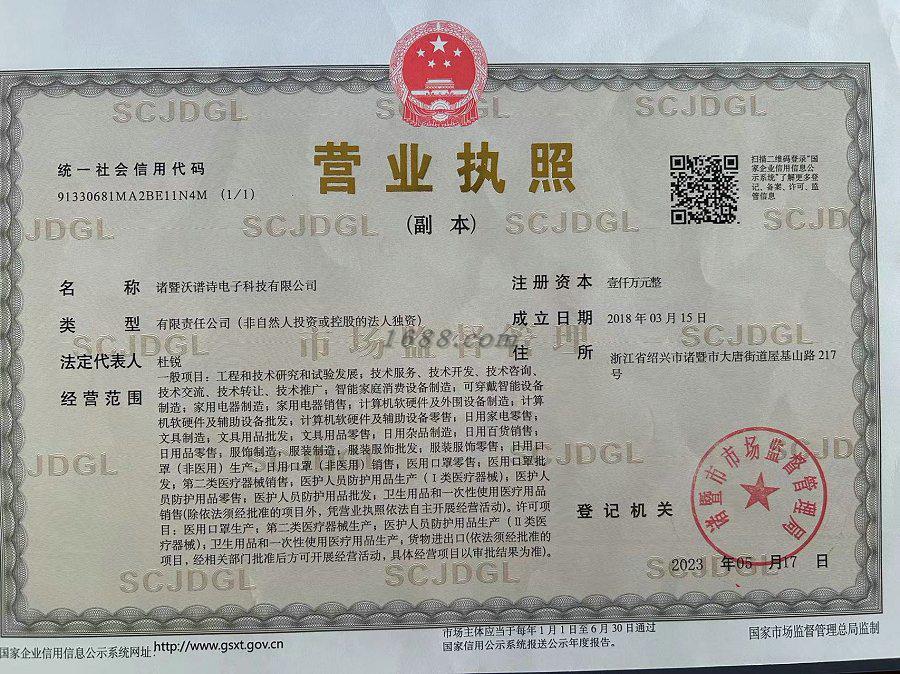 营业执照
(副 本)
统一社会信用代码
91330681MA2BE11N4M (1/1)
扫描二维码登录“国
家企业信用信息公
示系统”了解更多登
记、备案、许可、监
管信息
名 称 诸暨沃谱诗电子科技有限公司
类 型 有限责任公司（非自然人投资或控股的法人独资）
法定代表人 杜锐
经营范围 一般项目：工程和技术研究和试验发展；技术服务、技术开发、技术咨询、
技术交流、技术转让、技术推广；智能家庭消费设备制造；可穿戴智能设备
制造；家用电器制造；家用电器销售；计算机软硬件及外围设备制造；计算
机软硬件及辅助设备批发；计算机软硬件及辅助设备零售；日用家电零售；
文具制造；文具用品批发；文具用品零售；日用杂品制造；日用百货销售；
日用品零售；服饰制造；服装制造；服装服饰批发；服装服饰零售；日用口
罩（非医用）生产；日用口罩（非医用）销售；医用口罩零售；医用口罩批
发；第二类医疗器械销售；医护人员防护用品生产（Ⅰ类医疗器械）；医护人
员防护用品零售；医护人员防护用品批发；卫生用品和一次性使用医疗用品
销售(除依法须经批准的项目外，凭营业执照依法自主开展经营活动)。许可项
目：医用口罩生产；第二类医疗器械生产；医护人员防护用品生产（Ⅱ类医
疗器械）；卫生用品和一次性使用医疗用品生产；货物进出口(依法须经批准的
项目，经相关部门批准后方可开展经营活动，具体经营项目以审批结果为准)。
注册资本 壹仟万元整
成立日期 2018 年 03 月 15 日
住 所 浙江省绍兴市诸暨市大唐街道屋基山路 217
号
登记机关
诸暨市市场监督管理局
2023 年05 月17 日
SCJDGL
市场监督管理
1688.com
国家企业信用信息公示系统网址：http://www.gsxt.gov.cn
市场主体应当于每年 1 月 1 日至 6 月 30 日通过
国家信用公示系统报送公示年度报告。
国家市场监督管理总局监制